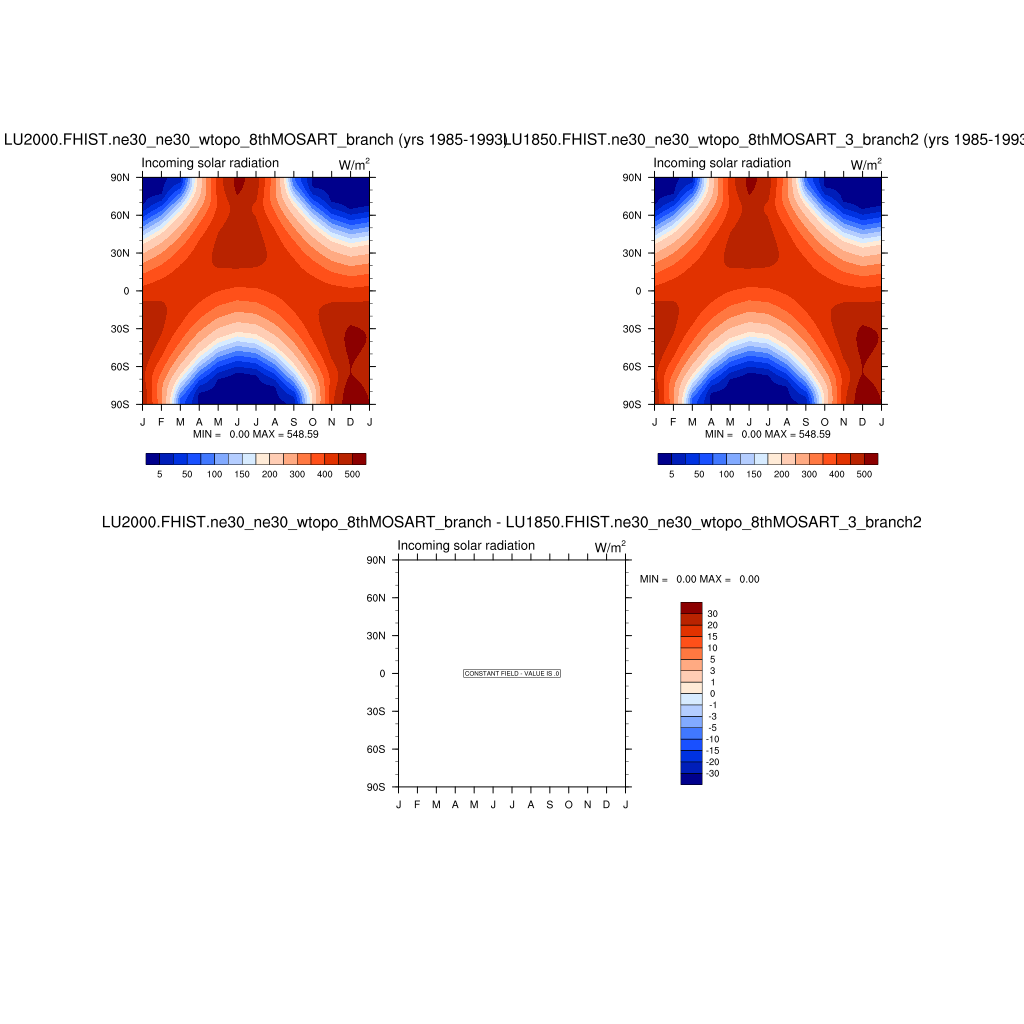 LU2000.FHIST.ne30_ne30_wtopo_8thMOSART_branch (yrs 1985-1993)
LU1850.FHIST.ne30_ne30_wtopo_8thMOSART_3_branch2 (yrs 1985-1993
Incoming solar radiation W/m²
90N
60N
30N
0
30S
60S
90S
J F M A M J J A S O N D J
MIN = 0.00 MAX = 548.59
5 50 100 150 200 300 400 500
Incoming solar radiation W/m²
90N
60N
30N
0
30S
60S
90S
J F M A M J J A S O N D J
MIN = 0.00 MAX = 548.59
5 50 100 150 200 300 400 500
LU2000.FHIST.ne30_ne30_wtopo_8thMOSART_branch - LU1850.FHIST.ne30_ne30_wtopo_8thMOSART_3_branch2
Incoming solar radiation W/m²
90N
60N
30N
0
30S
60S
90S
CONSTANT FIELD - VALUE IS .0
J F M A M J J A S O N D J
MIN = 0.00 MAX = 0.00
30
20
15
10
5
3
1
0
-1
-3
-5
-10
-15
-20
-30